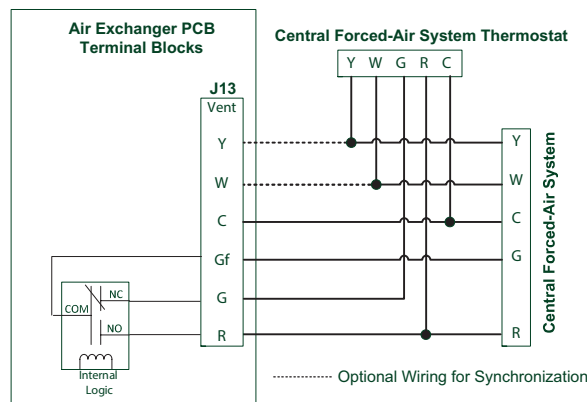 Air Exchanger PCB
Terminal Blocks
Central Forced-Air System Thermostat
Y W G R C
J13
Vent
Y
W
C
Gf
G
R
NC
COM
NO
Internal
Logic
Y
W
C
G
R
Central Forced-Air System
Optional Wiring for Synchronization